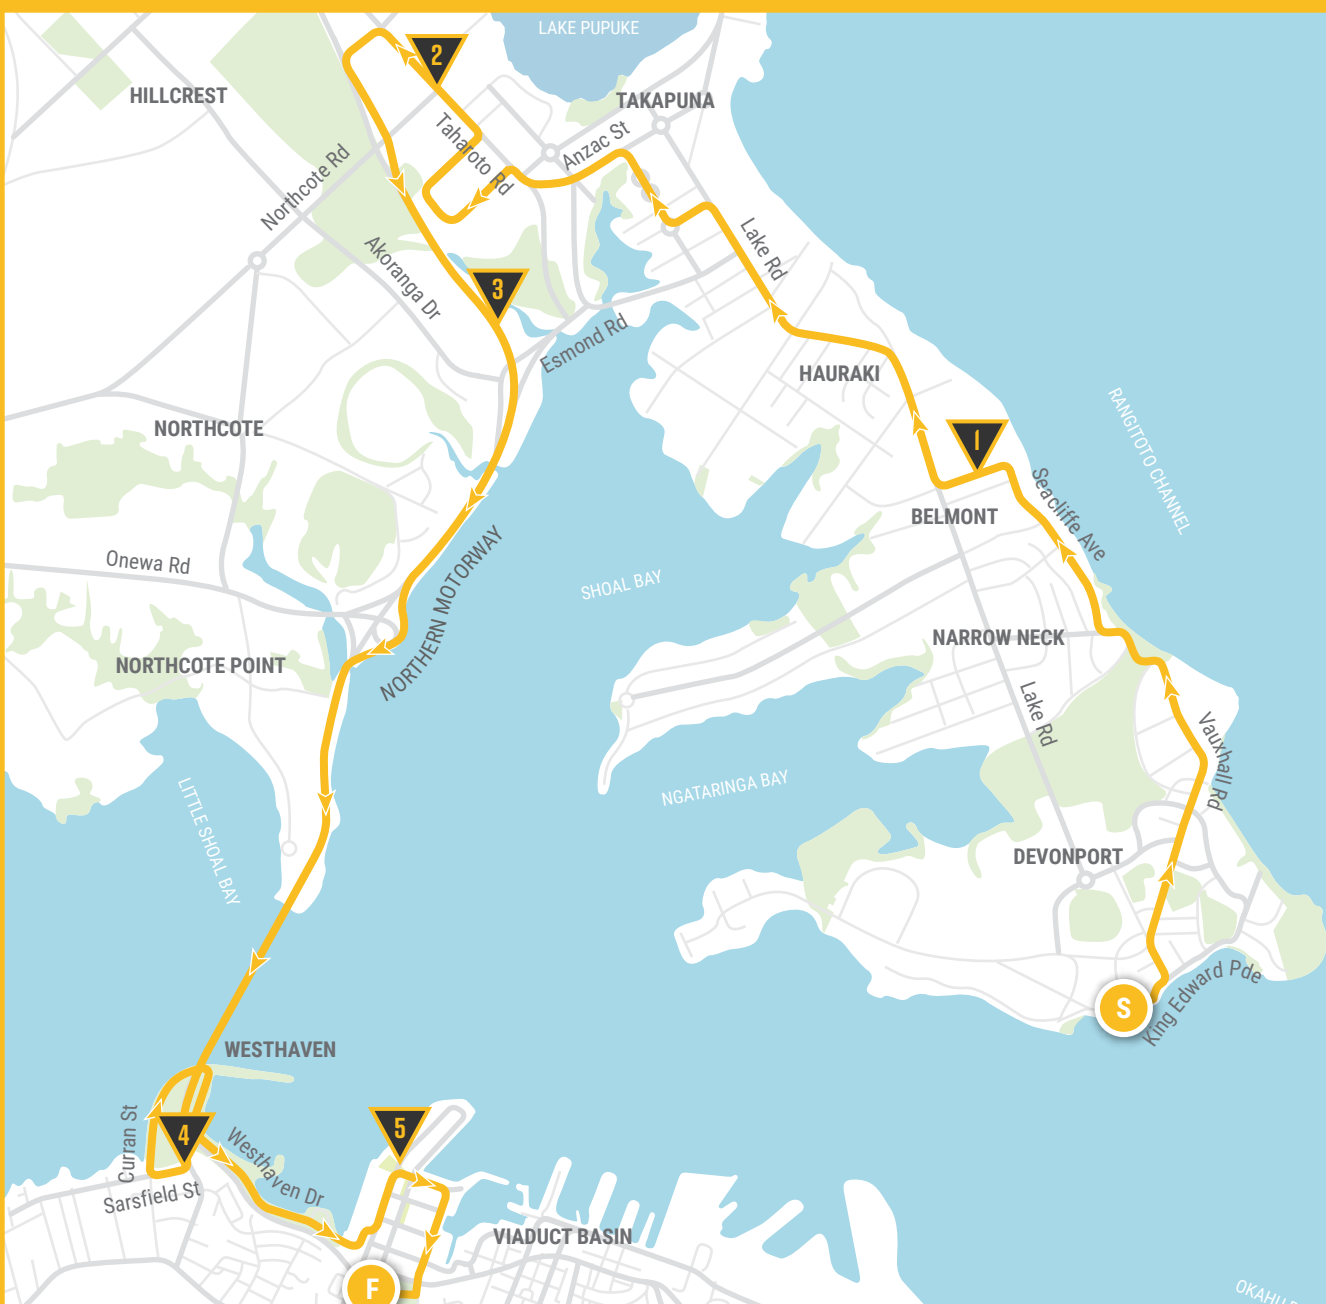 LAKE PUPUKE
2
HILLCREST
TAKAPUNA
Taharoto Rd
Anzac St
Northcote Rd
Lake Rd
Akoranga Dr
3
Esmond Rd
HAURAKI
RANGITOTO CHANNEL
NORTHCOTE
1
Seacliffe Ave
BELMONT
Onewa Rd
NORTHERN MOTORWAY
SHOAL BAY
NARROW NECK
NORTHCOTE POINT
Lake Rd
Vauxhall Rd
NGATARINGA BAY
LITTLE SHOAL BAY
DEVONPORT
King Edward Pde
S
WESTHAVEN
Curran St
4
5
Westhaven Dr
Sarsfield St
VIADUCT BASIN
F